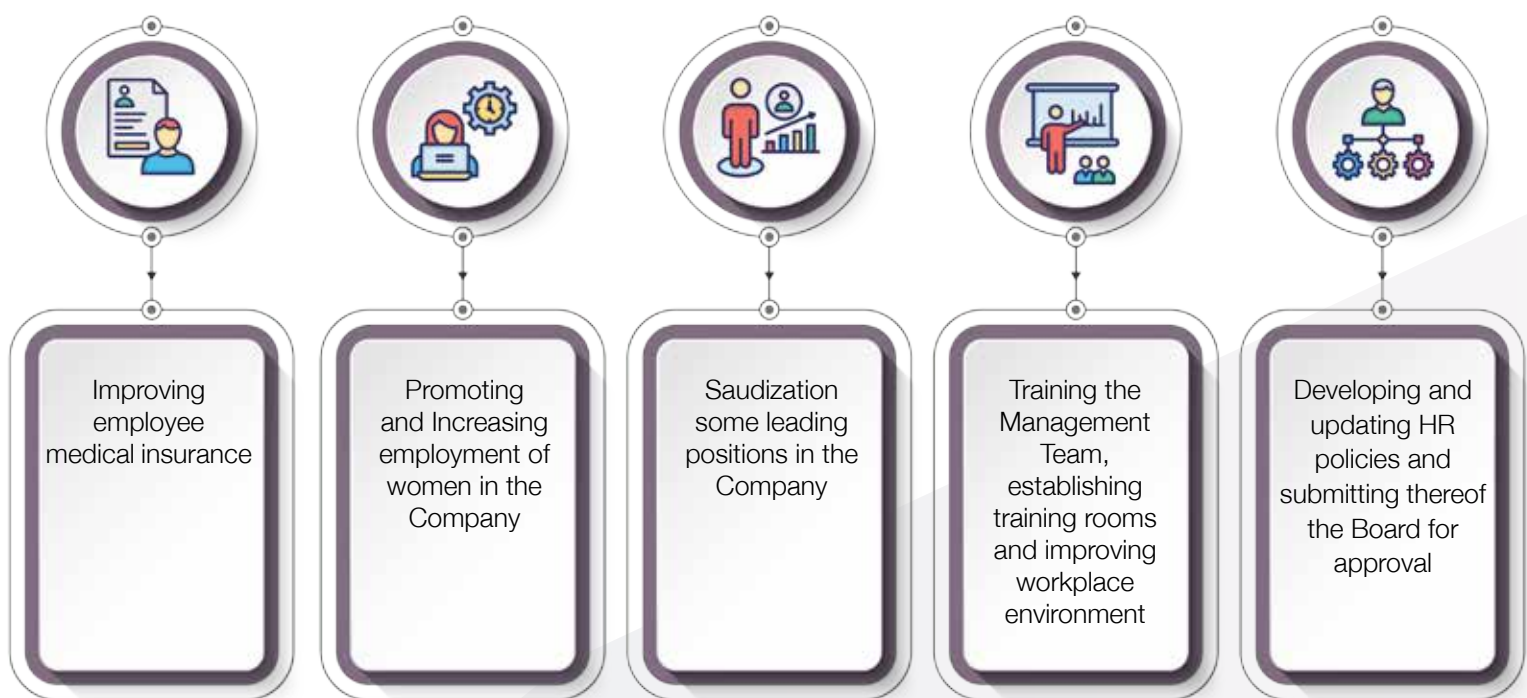 Improving
employee
medical insurance
Promoting
and Increasing
employment of
women in the
Company
Saudization
some leading
positions in the
Company
Training the
Management
Team,
establishing
training rooms
and improving
workplace
environment
Developing and
updating HR
policies and
submitting thereof
the Board for
approval